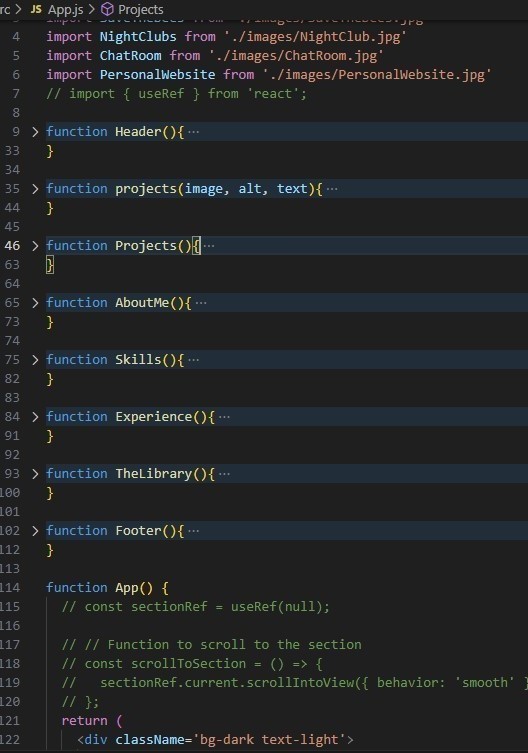 rc > JS App.js > Projects
import SaveTheBees from './images/SaveTheBees.jpg'
4 import NightClubs from './images/NightClub.jpg'
5 import ChatRoom from './images/ChatRoom.jpg'
6 import PersonalWebsite from './images/PersonalWebsite.jpg'
7 // import { useRef } from 'react';
8
9 > function Header(){ ···
33 }
34
35 > function projects(image, alt, text){ ···
44 }
45
46 > function Projects(){ ···
63 }
64
65 > function AboutMe(){ ···
73 }
74
75 > function Skills(){ ···
82 }
83
84 > function Experience(){ ···
91 }
92
93 > function TheLibrary(){ ···
100 }
101
102 > function Footer(){ ···
112 }
113
114 function App() {
115 // const sectionRef = useRef(null);
116
117 // // Function to scroll to the section
118 // const scrollToSection = () => {
119 //   sectionRef.current.scrollIntoView({ behavior: 'smooth' }
120 // };
121 return (
122 <div className='bg-dark text-light'>